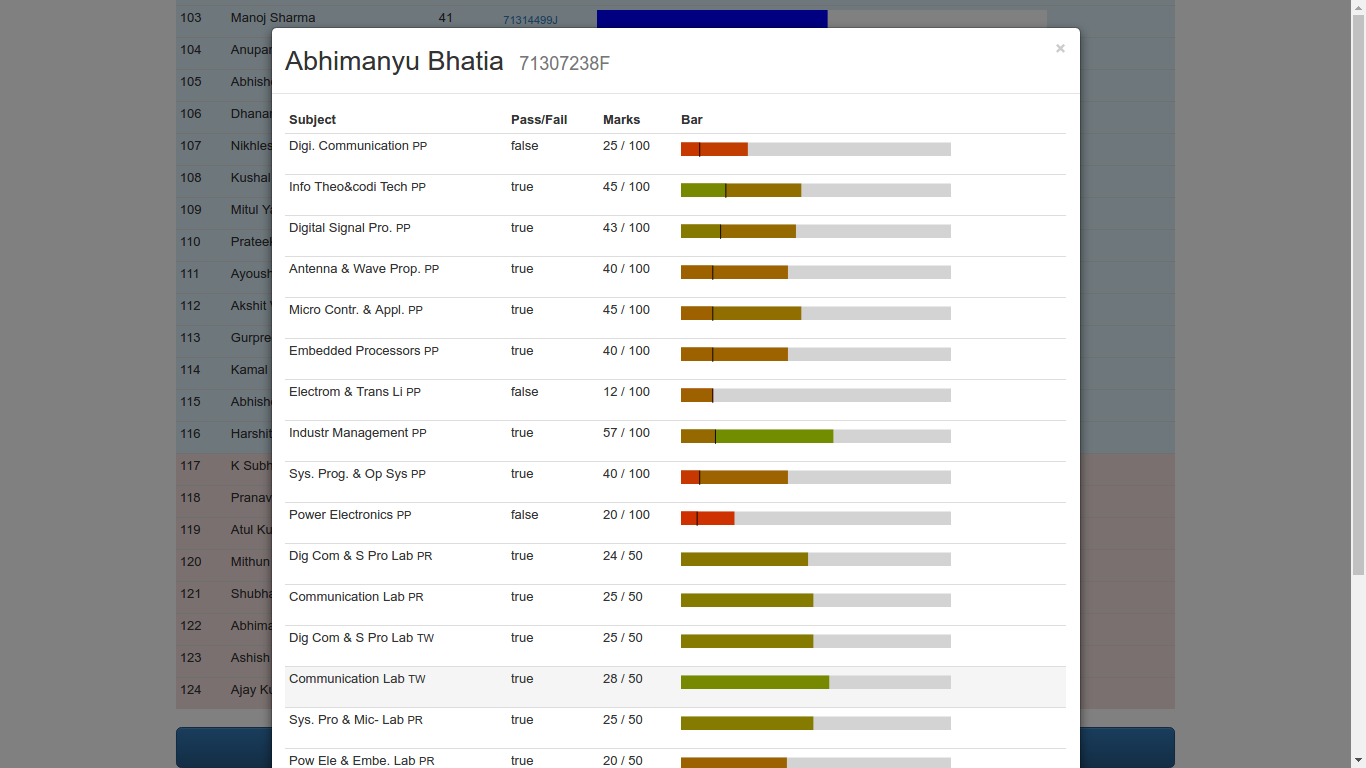 103 Manoj Sharma 41 71314499J
104 Anupa
105 Abhish
106 Dhana
107 Nikhles
108 Kushal
109 Mitul Ya
110 Prateek
111 Ayoush
112 Akshit
113 Gurpre
114 Kamal
115 Abhish
116 Harshit
117 K Subh
118 Pranav
119 Atul Ku
120 Mithun
121 Shubha
122 Abhima
123 Ashish
124 Ajay Ku
Abhimanyu Bhatia 71307238F ×
Subject Pass/Fail Marks Bar
Digi. Communication PP false 25 / 100
Info Theo&codi Tech PP true 45 / 100
Digital Signal Pro. PP true 43 / 100
Antenna & Wave Prop. PP true 40 / 100
Micro Contr. & Appl. PP true 45 / 100
Embedded Processors PP true 40 / 100
Electrom & Trans Li PP false 12 / 100
Industr Management PP true 57 / 100
Sys. Prog. & Op Sys PP true 40 / 100
Power Electronics PP false 20 / 100
Dig Com & S Pro Lab PR true 24 / 50
Communication Lab PR true 25 / 50
Dig Com & S Pro Lab TW true 25 / 50
Communication Lab TW true 28 / 50
Sys. Pro & Mic- Lab PR true 25 / 50
Pow Ele & Embe. Lab PR true 20 / 50